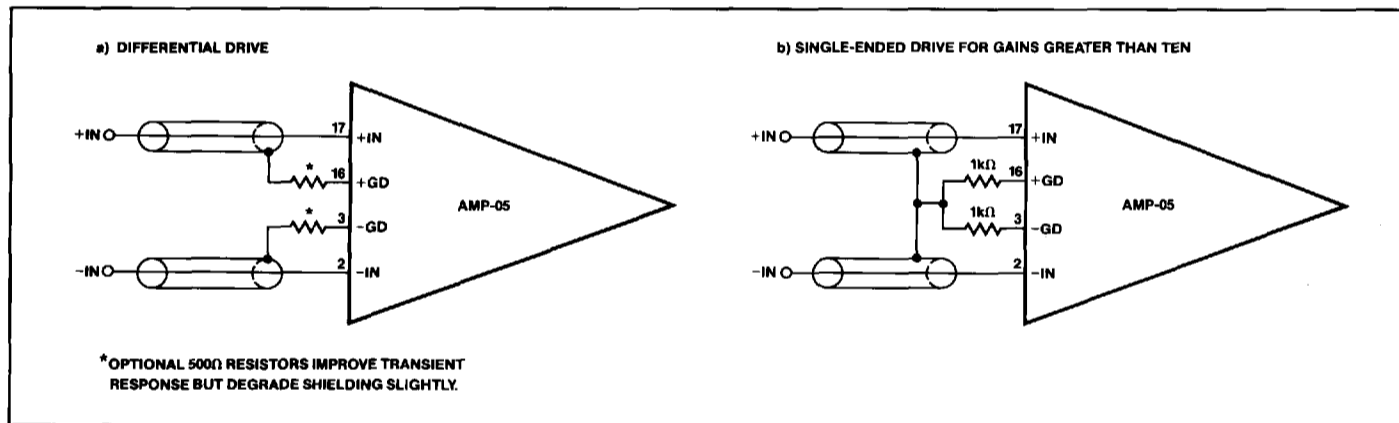 a) DIFFERENTIAL DRIVE
+IN
17
+IN
*
16
+GD
AMP-05
*
3
-GD
-IN
2
-IN
*OPTIONAL 500Ω RESISTORS IMPROVE TRANSIENT
RESPONSE BUT DEGRADE SHIELDING SLIGHTLY.
b) SINGLE-ENDED DRIVE FOR GAINS GREATER THAN TEN
+IN
17
+IN
1kΩ
16
+GD
AMP-05
1kΩ
3
-GD
-IN
2
-IN